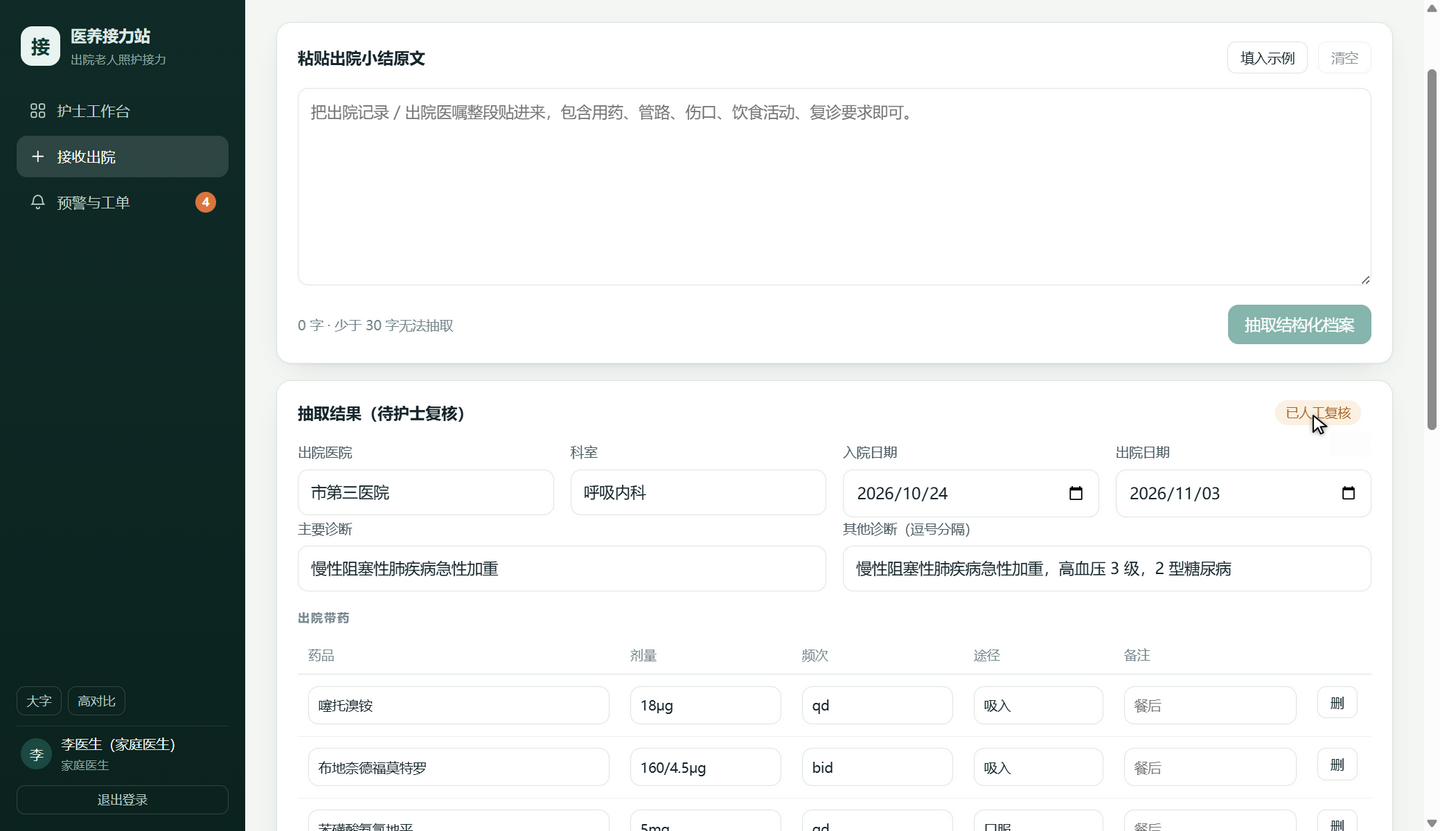 接
医养接力站
出院老人照护接力
护士工作台
接收出院
预警与工单
4
大字
高对比
李
李医生（家庭医生）
家庭医生
退出登录
粘贴出院小结原文
填入示例
清空
把出院记录 / 出院医嘱整段贴进来，包含用药、管路、伤口、饮食活动、复诊要求即可。
0 字 · 少于 30 字无法抽取
抽取结构化档案
抽取结果（待护士复核）
已人工复核
出院医院
科室
入院日期
出院日期
市第三医院
呼吸内科
2026/10/24
2026/11/03
主要诊断
其他诊断（逗号分隔）
慢性阻塞性肺疾病急性加重
慢性阻塞性肺疾病急性加重，高血压 3 级，2 型糖尿病
出院带药
药品 剂量 频次 途径 备注
噻托溴铵 18μg qd 吸入 餐后 删
布地奈德福莫特罗 160/4.5μg bid 吸入 餐后 删
苯磺酸氨氯地平 5mg qd 口服 餐后 删